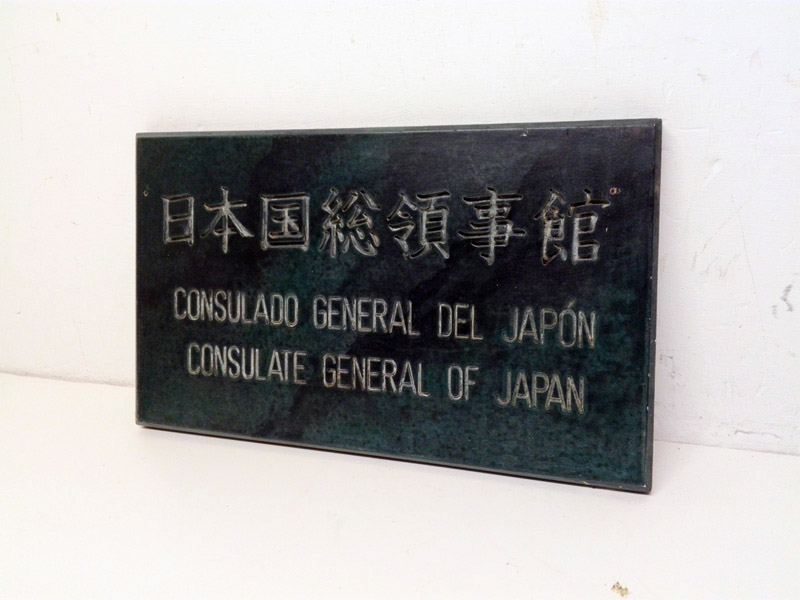 日本国総領事館
CONSULADO GENERAL DEL JAPÓN
CONSULATE GENERAL OF JAPAN